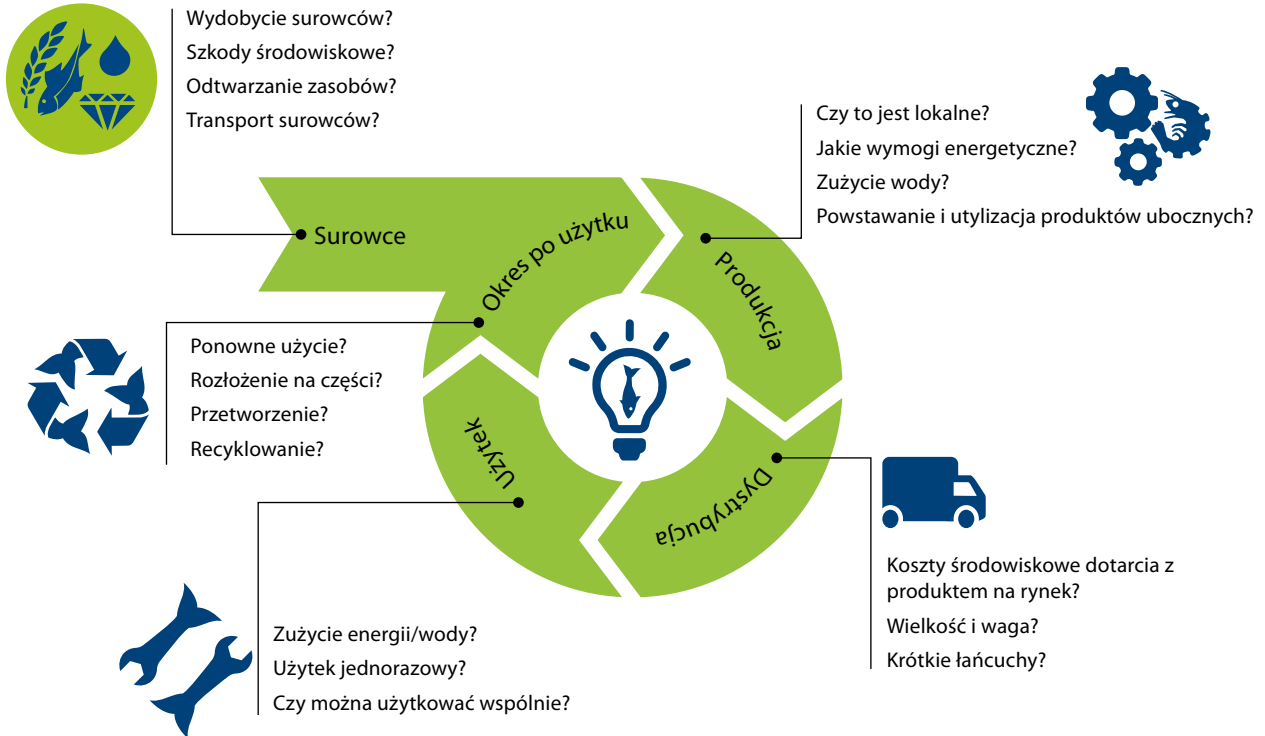 Wydobycie surowców?
Szkody środowiskowe?
Odtwarzanie zasobów?
Transport surowców?
Czy to jest lokalne?
Jakie wymogi energetyczne?
Zużycie wody?
Powstawanie i utylizacja produktów ubocznych?
Surowce
Okres po użytku
Produkcja
Ponowne użycie?
Rozłożenie na części?
Przetworzenie?
Recyklowanie?
Użytek
Dystrybucja
Koszty środowiskowe dotarcia z
produktem na rynek?
Wielkość i waga?
Krótkie łańcuchy?
Zużycie energii/wody?
Użytek jednorazowy?
Czy można użytkować wspólnie?